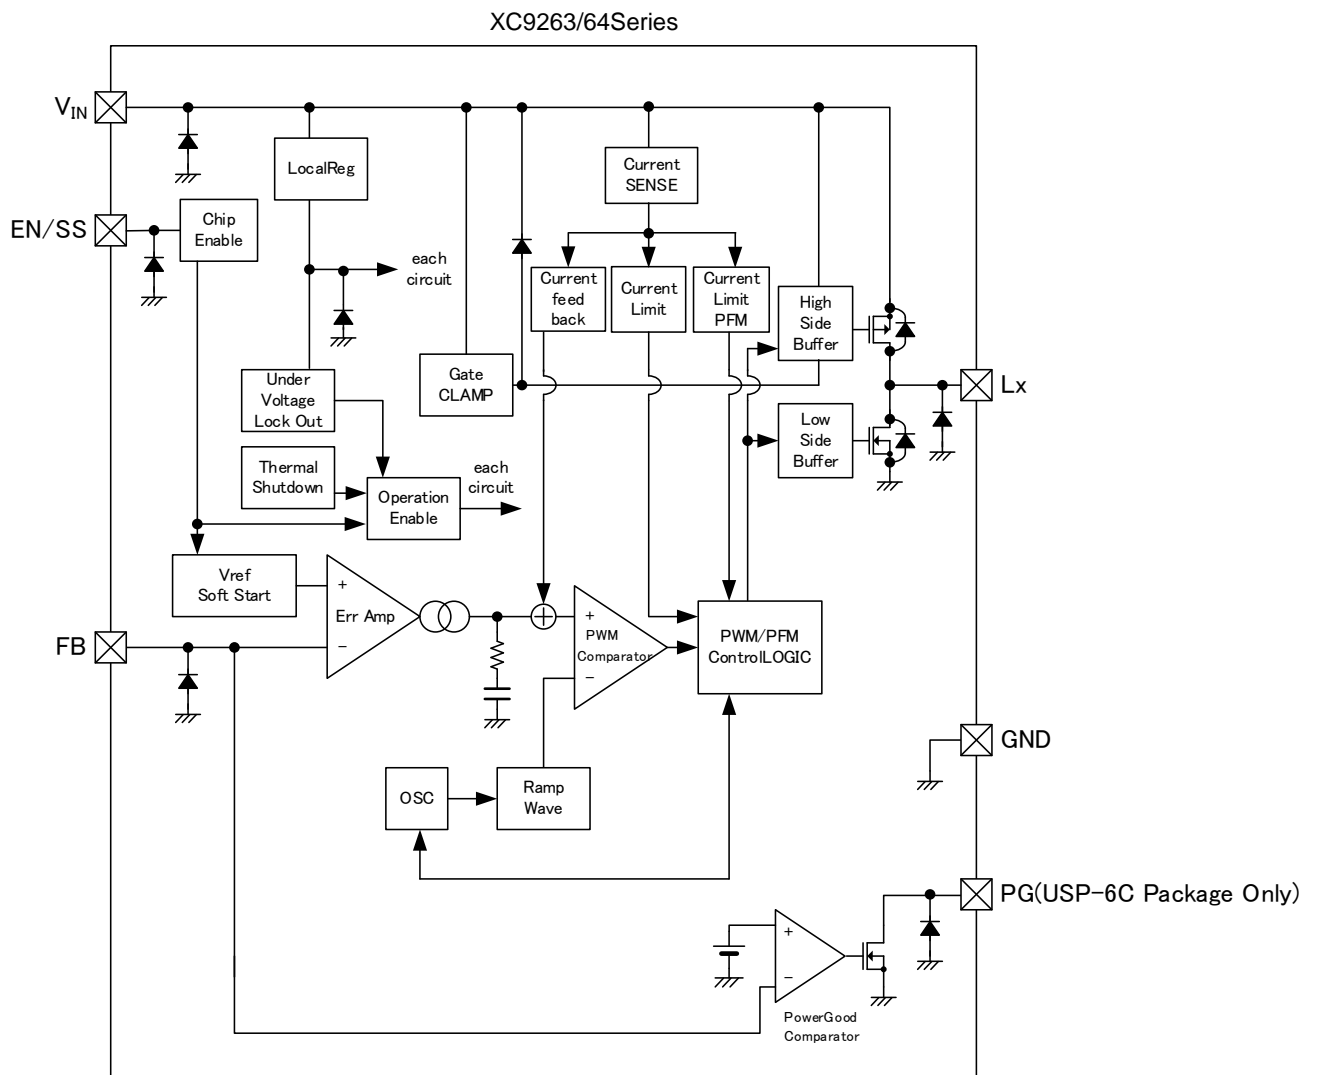 XC9263/64Series
VIN
LocalReg
Current
SENSE
EN/SS
Chip
Enable
each
circuit
Current
feed
back
Current
Limit
Current
Limit
PFM
High
Side
Buffer
Under
Voltage
Lock Out
Gate
CLAMP
Lx
Low
Side
Buffer
Thermal
Shutdown
Operation
Enable
each
circuit
Vref
Soft Start
+
Err Amp
−
+
PWM
Comparator
−
PWM/PFM
ControlLOGIC
FB
GND
OSC
Ramp
Wave
PG(USP-6C Package Only)
+
−
PowerGood
Comparator